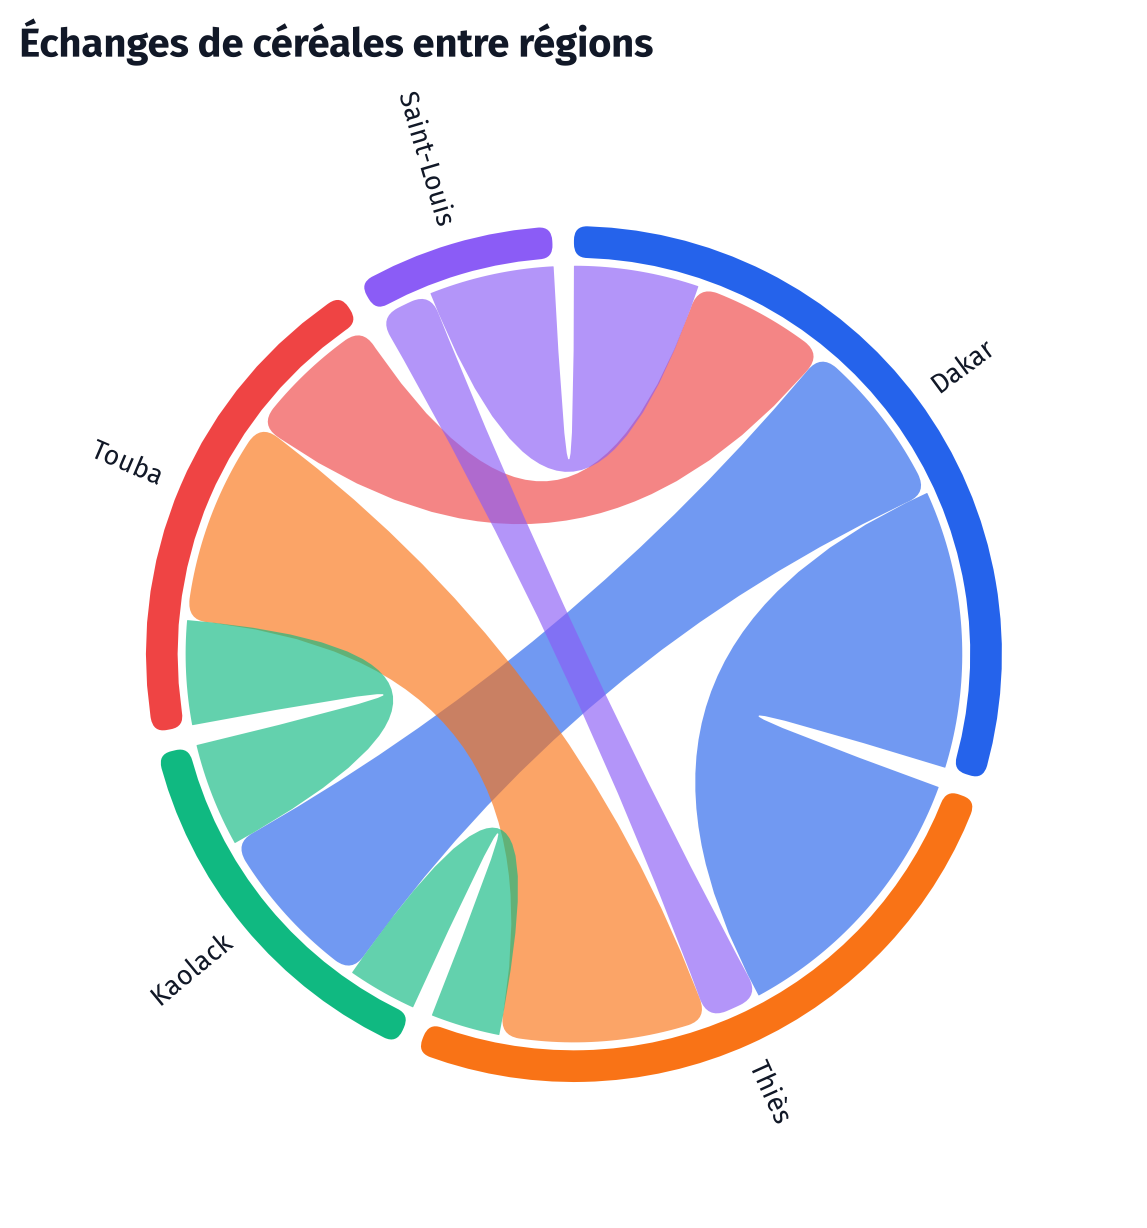 Échanges de céréales entre régions
Saint-Louis
Dakar
Touba
Kaolack
Thiès